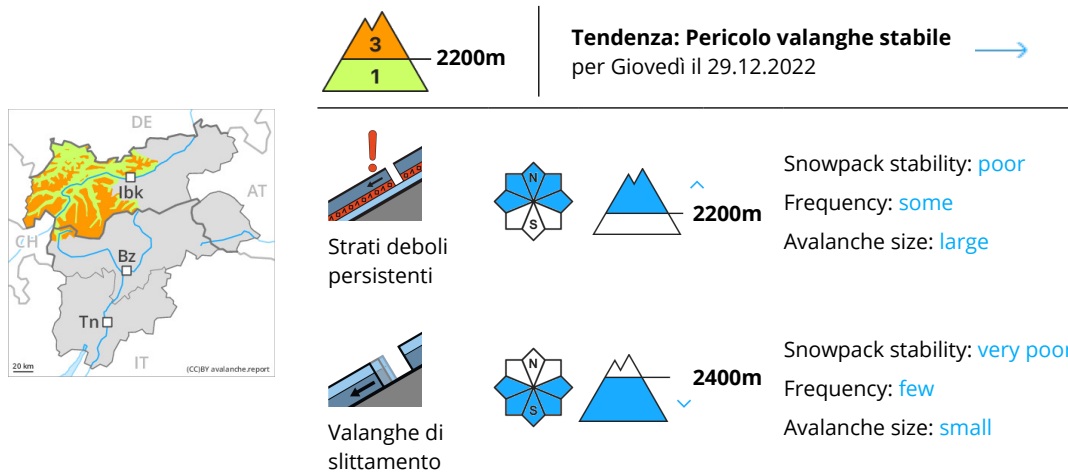 3
1
2200m
Tendenza: Pericolo valanghe stabile
per Giovedì il 29.12.2022
DE
Ibk
AT
CH
Bz
Tn
IT
20 km
(CC)BY avalanche.report
Strati deboli
persistenti
N
S
2200m
Snowpack stability: poor
Frequency: some
Avalanche size: large
Valanghe di
slittamento
N
S
2400m
Snowpack stability: very poor
Frequency: few
Avalanche size: small